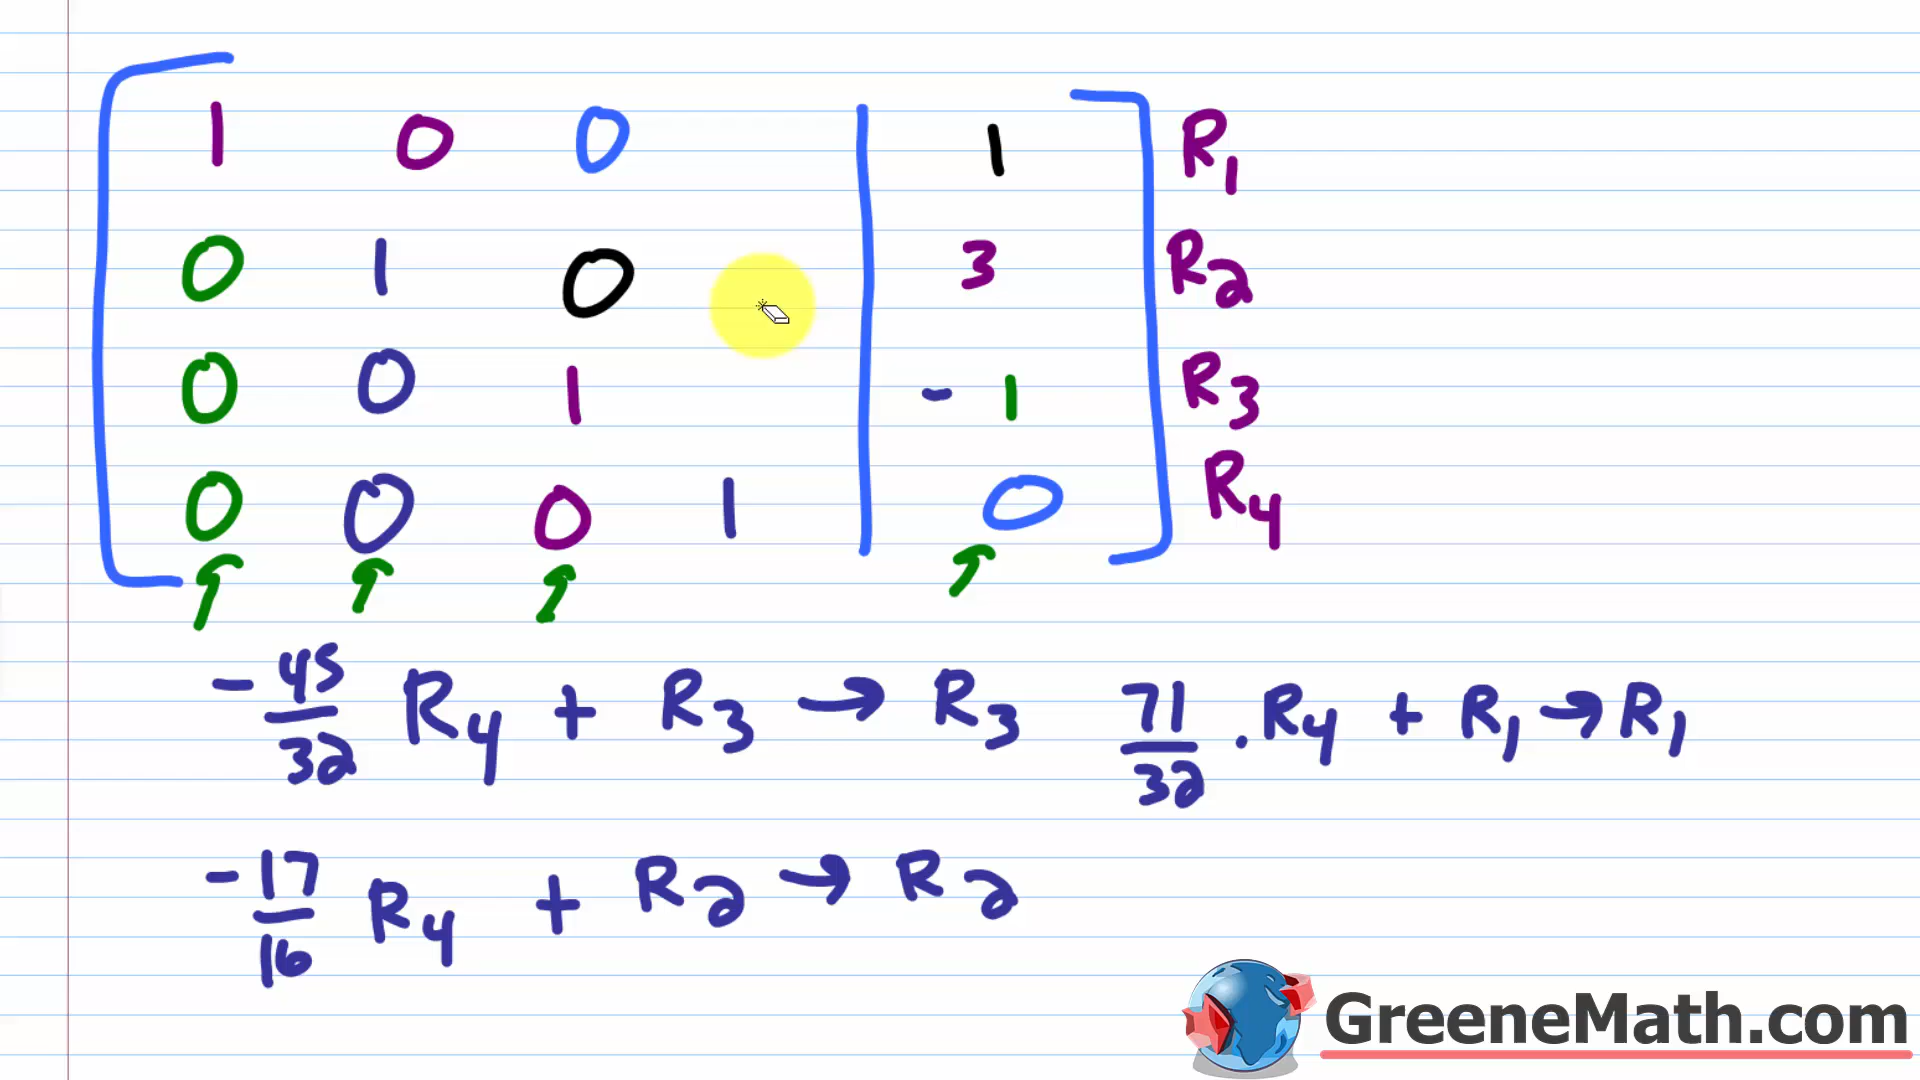 1 0 0 | 1 R1
0 1 0 | 3 R2
0 0 1 | -1 R3
0 0 0 1 | 0 R4
-45/32 R4 + R3 → R3 71/32 · R4 + R1 → R1
-17/16 R4 + R2 → R2
GreeneMath.com